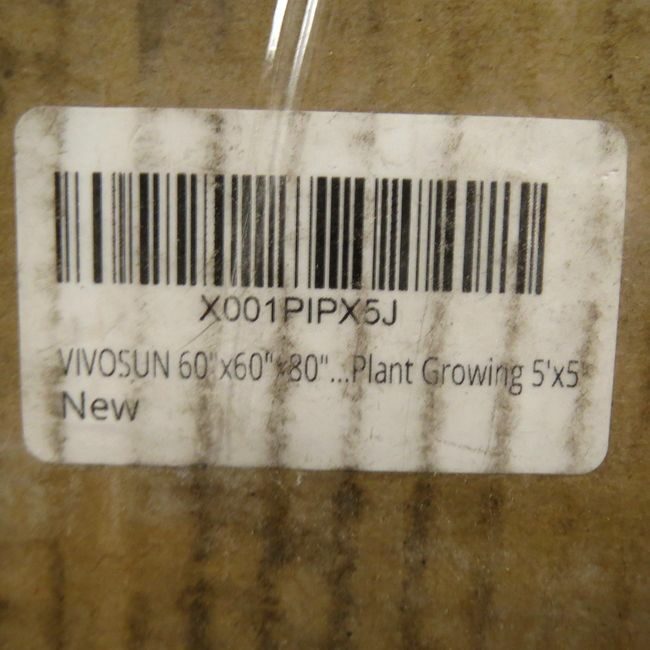 X001PIPX5J
VIVOSUN 60"x60"x80"...Plant Growing 5'x5'
New